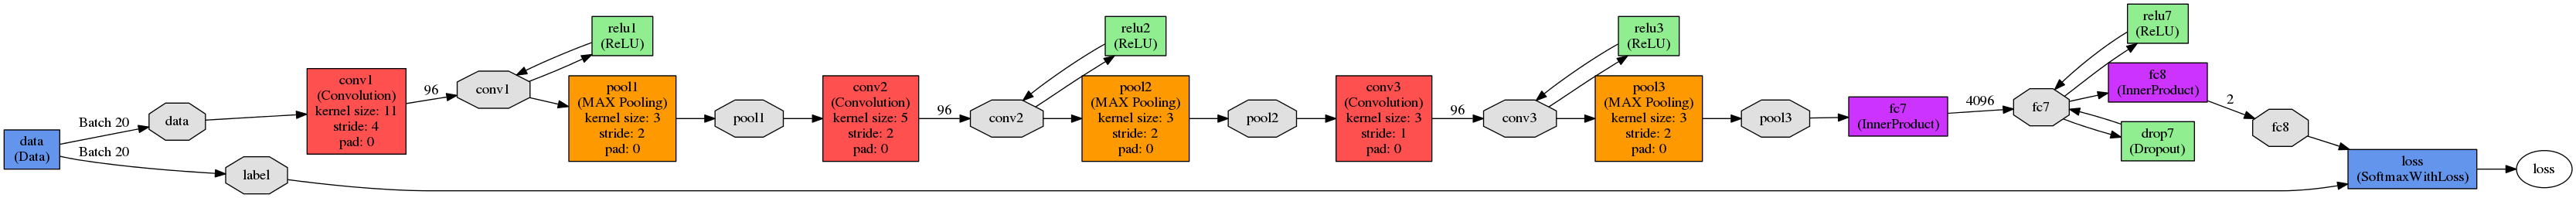 data
(Data)
Batch 20
Batch 20
data
label
conv1
(Convolution)
kernel size: 11
stride: 4
pad: 0
96
conv1
relu1
(ReLU)
pool1
(MAX Pooling)
kernel size: 3
stride: 2
pad: 0
pool1
conv2
(Convolution)
kernel size: 5
stride: 2
pad: 0
96
conv2
relu2
(ReLU)
pool2
(MAX Pooling)
kernel size: 3
stride: 2
pad: 0
pool2
conv3
(Convolution)
kernel size: 3
stride: 1
pad: 0
96
conv3
relu3
(ReLU)
pool3
(MAX Pooling)
kernel size: 3
stride: 2
pad: 0
pool3
fc7
(InnerProduct)
4096
fc7
relu7
(ReLU)
fc8
(InnerProduct)
drop7
(Dropout)
2
fc8
loss
(SoftmaxWithLoss)
loss